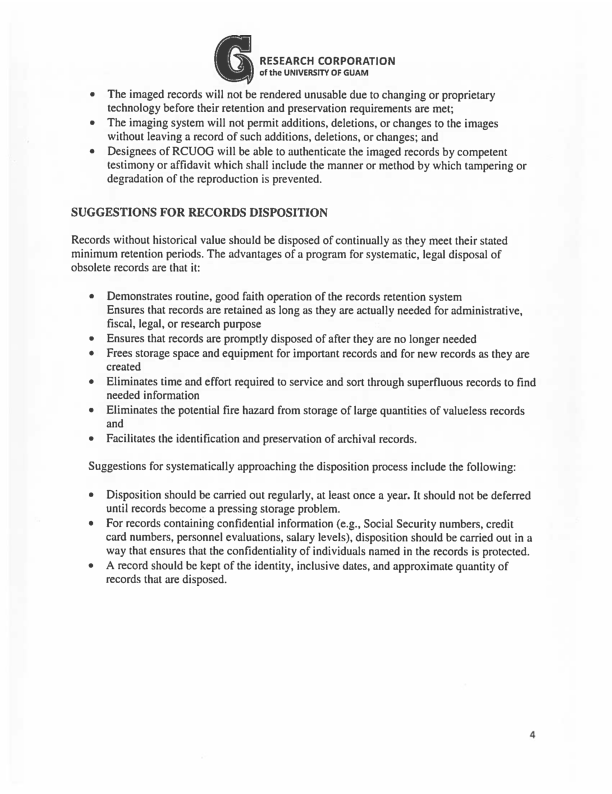 G
RESEARCH CORPORATION
of the UNIVERSITY OF GUAM
• The imaged records will not be rendered unusable due to changing or proprietary
technology before their retention and preservation requirements are met;
• The imaging system will not permit additions, deletions, or changes to the images
without leaving a record of such additions, deletions, or changes; and
• Designees of RCUOG will be able to authenticate the imaged records by competent
testimony or affidavit which shall include the manner or method by which tampering or
degradation of the reproduction is prevented.
SUGGESTIONS FOR RECORDS DISPOSITION
Records without historical value should be disposed of continually as they meet their stated
minimum retention periods. The advantages of a program for systematic, legal disposal of
obsolete records are that it:
• Demonstrates routine, good faith operation of the records retention system
Ensures that records are retained as long as they are actually needed for administrative,
fiscal, legal, or research purpose
• Ensures that records are promptly disposed of after they are no longer needed
• Frees storage space and equipment for important records and for new records as they are
created
• Eliminates time and effort required to service and sort through superfluous records to find
needed information
• Eliminates the potential fire hazard from storage of large quantities of valueless records
and
• Facilitates the identification and preservation of archival records.
Suggestions for systematically approaching the disposition process include the following:
• Disposition should be carried out regularly, at least once a year. It should not be deferred
until records become a pressing storage problem.
• For records containing confidential information (e.g., Social Security numbers, credit
card numbers, personnel evaluations, salary levels), disposition should be carried out in a
way that ensures that the confidentiality of individuals named in the records is protected.
• A record should be kept of the identity, inclusive dates, and approximate quantity of
records that are disposed.
4